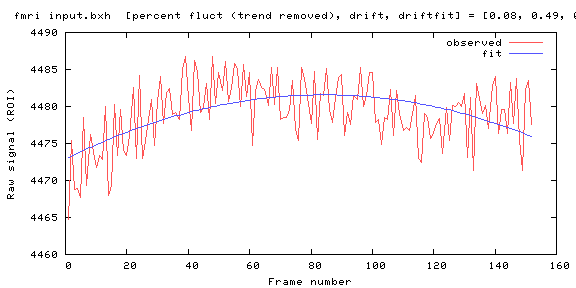 fmri input.bxh [percent fluct (trend removed), drift, driftfit] = [0.08, 0.49, 0
observed
fit
4490
4485
4480
4475
4470
4465
4460
Raw signal (ROI)
0 20 40 60 80 100 120 140 160
Frame number